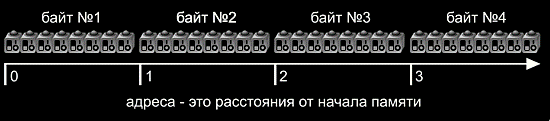 байт №1 байт №2 байт №3 байт №4
0 1 2 3
адреса - это расстояния от начала памяти